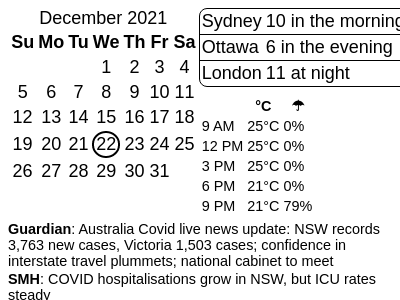 December 2021
Su Mo Tu We Th Fr Sa
1 2 3 4
5 6 7 8 9 10 11
12 13 14 15 16 17 18
19 20 21 22 23 24 25
26 27 28 29 30 31
Sydney 10 in the morning
Ottawa 6 in the evening
London 11 at night
°C ☂
9 AM 25°C 0%
12 PM 25°C 0%
3 PM 25°C 0%
6 PM 21°C 0%
9 PM 21°C 79%
Guardian: Australia Covid live news update: NSW records
3,763 new cases, Victoria 1,503 cases; confidence in
interstate travel plummets; national cabinet to meet
SMH: COVID hospitalisations grow in NSW, but ICU rates
steady